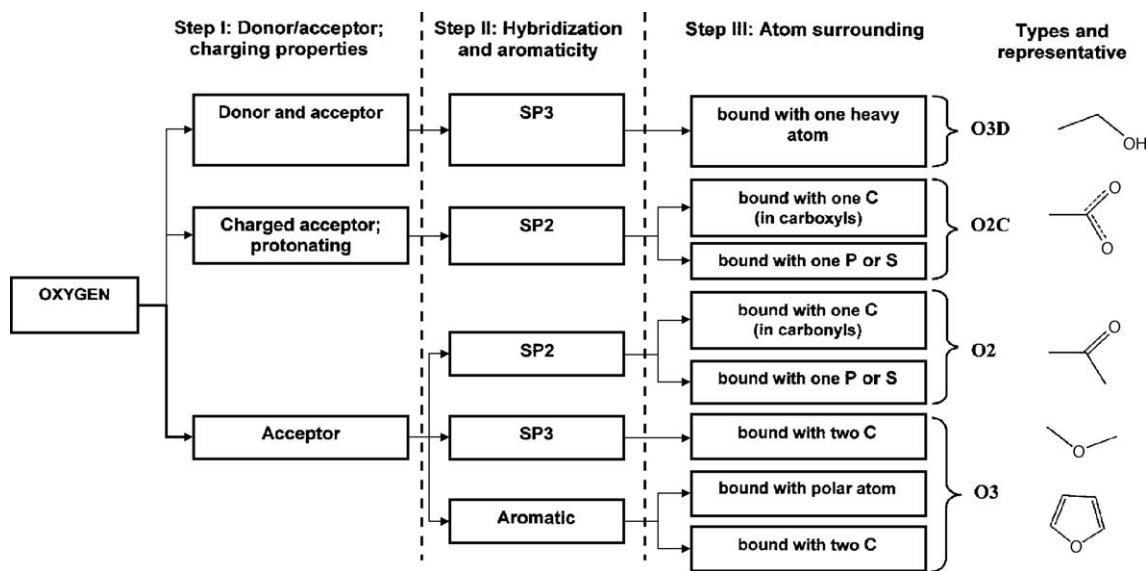 Step I: Donor/acceptor;
charging properties
Step II: Hybridization
and aromaticity
Step III: Atom surrounding
Types and
representative
Donor and acceptor
SP3
bound with one heavy
atom
O3D
OH
Charged acceptor;
protonating
SP2
bound with one C
(in carboxyls)
bound with one P or S
O2C
O
O
OXYGEN
SP2
bound with one C
(in carbonyls)
bound with one P or S
O2
O
Acceptor
SP3
bound with two C
O
Aromatic
bound with polar atom
bound with two C
O3
O